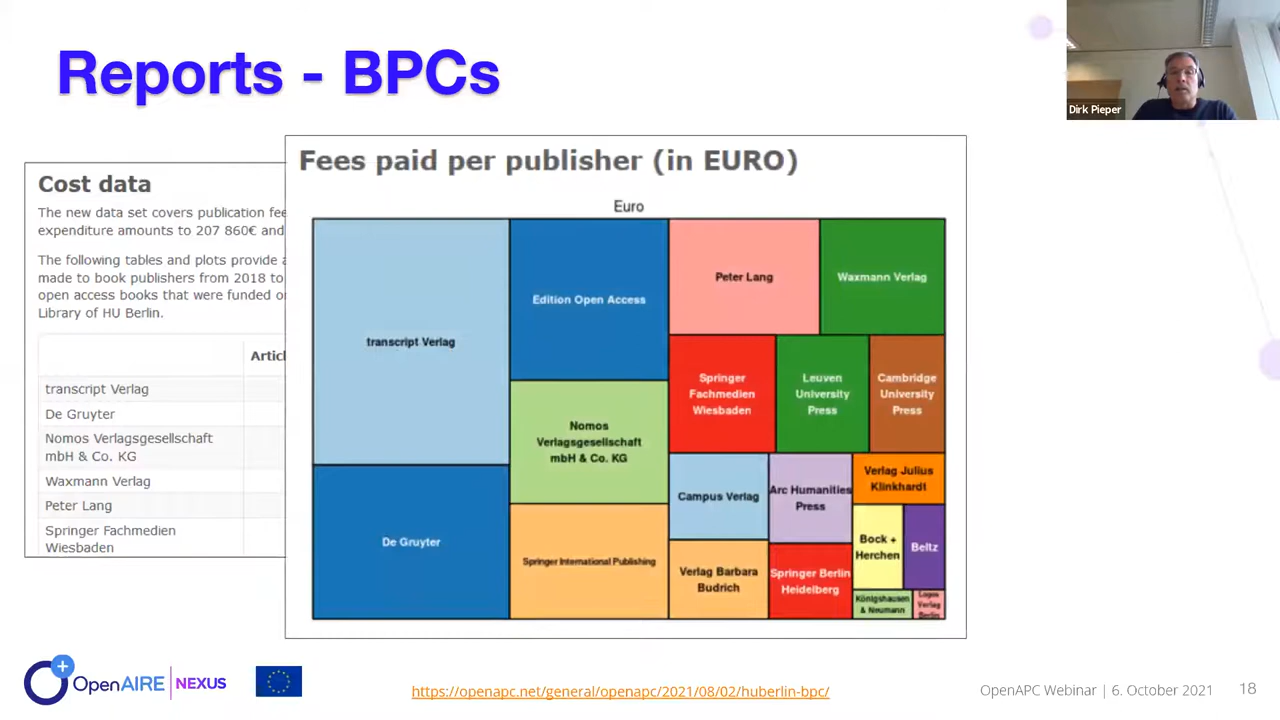 Reports - BPCs
Dirk Pieper
Cost data
The new data set covers publication fee
expenditure amounts to 207 860€ and
The following tables and plots provide a
made to book publishers from 2018 to
open access books that were funded o
Library of HU Berlin.
Artic
transcript Verlag
De Gruyter
Nomos Verlagsgesellschaft
mbH & Co. KG
Waxmann Verlag
Peter Lang
Springer Fachmedien
Wiesbaden
Fees paid per publisher (in EURO)
Euro
transcript Verlag
De Gruyter
Edition Open Access
Nomos
Verlagsgesellschaft
mbH & Co. KG
Springer International Publishing
Peter Lang
Waxmann Verlag
Springer
Fachmedien
Wiesbaden
Leuven
University
Press
Cambridge
University
Press
Campus Verlag
Arc Humanities
Press
Verlag Julius
Klinkhardt
Verlag Barbara
Budrich
Springer Berlin
Heidelberg
Bock +
Herchen
Beltz
Königshausen
& Neumann
Logos
Verlag
Berlin
OpenAIRE NEXUS
https://openapc.net/general/openapc/2021/08/02/huberlin-bpc/
OpenAPC Webinar | 6. October 2021
18